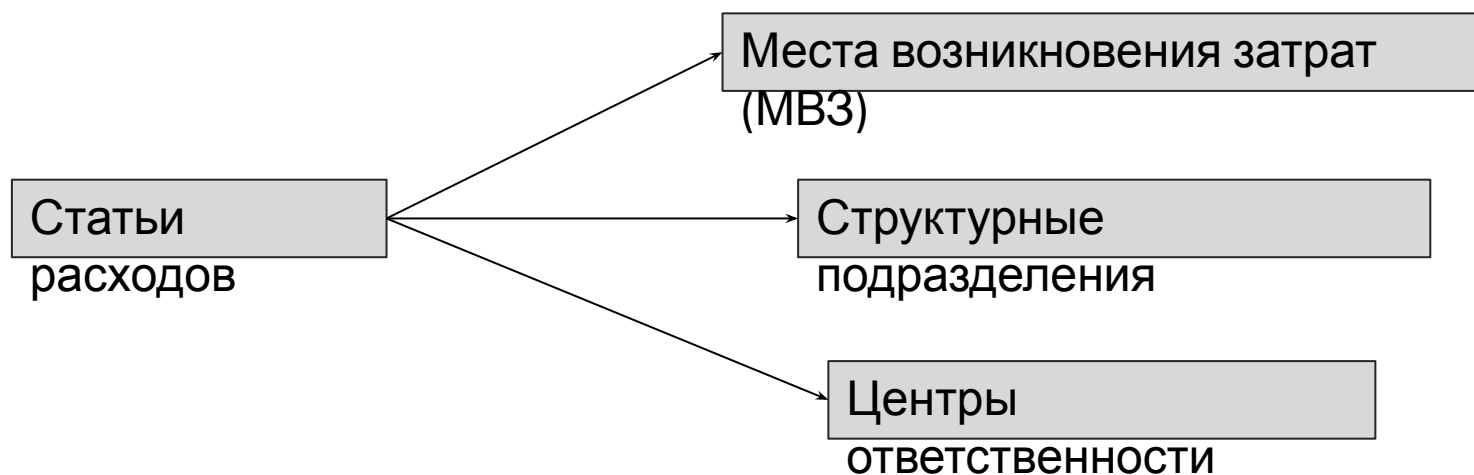 Места возникновения затрат
(МВЗ)
Статьи
расходов
Структурные
подразделения
Центры
ответственности